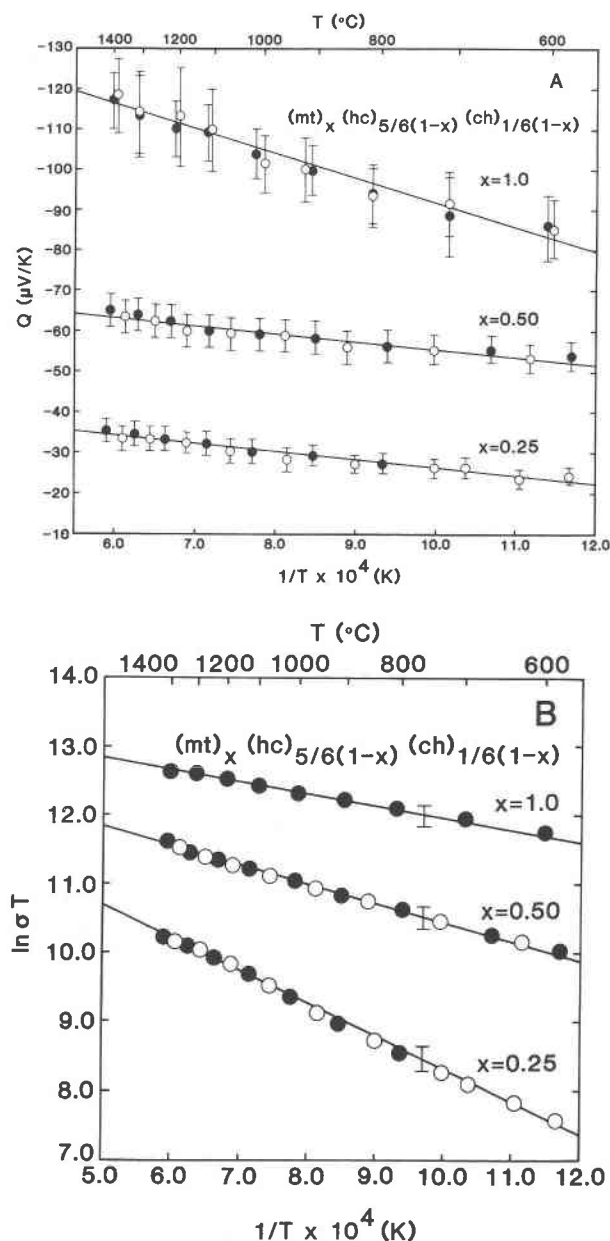 T (°C)
1400 1200 1000 800 600
-130
-120
-110
-100
-90
-80
-70
-60
-50
-40
-30
-20
-10
Q (µV/K)
A
(mt)x (hc)5/6(1-x) (ch)1/6(1-x)
x=1.0
x=0.50
x=0.25
6.0 7.0 8.0 9.0 10.0 11.0 12.0
1/T x 10^4 (K)
T (°C)
1400 1200 1000 800 600
14.0
13.0
12.0
11.0
10.0
9.0
8.0
7.0
ln σT
B
(mt)x (hc)5/6(1-x) (ch)1/6(1-x)
x=1.0
x=0.50
x=0.25
5.0 6.0 7.0 8.0 9.0 10.0 11.0 12.0
1/T x 10^4 (K)